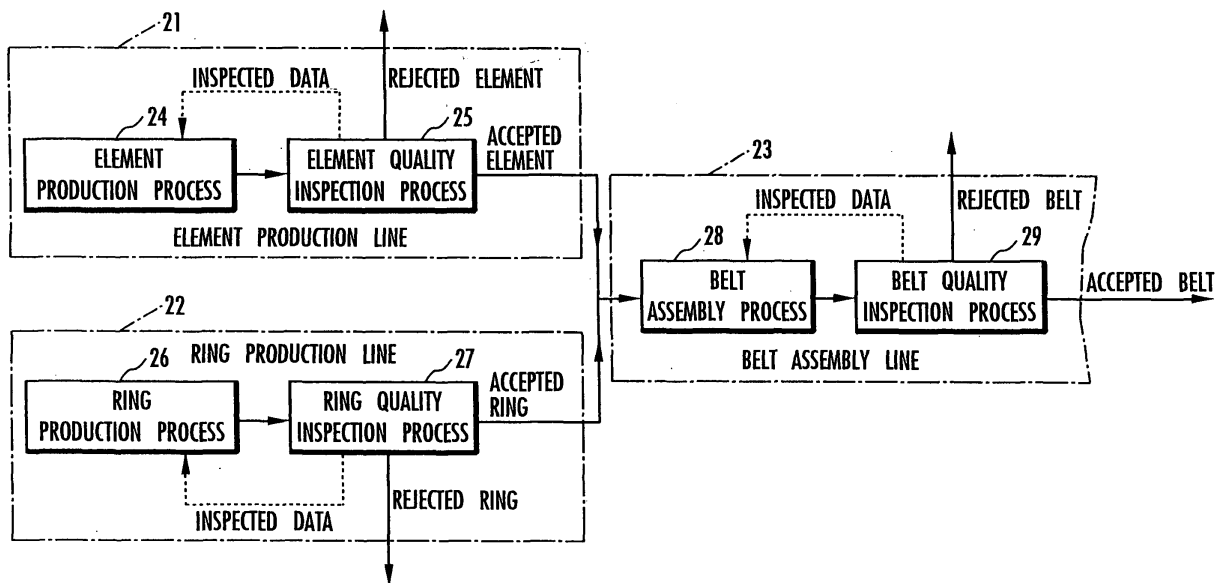 21
INSPECTED DATA
REJECTED ELEMENT
24
ELEMENT
PRODUCTION PROCESS
25
ELEMENT QUALITY
INSPECTION PROCESS
ACCEPTED
ELEMENT
ELEMENT PRODUCTION LINE
22
RING PRODUCTION LINE
26
RING
PRODUCTION PROCESS
27
RING QUALITY
INSPECTION PROCESS
ACCEPTED
RING
INSPECTED DATA
REJECTED RING
23
INSPECTED DATA
REJECTED BELT
28
BELT
ASSEMBLY PROCESS
29
BELT QUALITY
INSPECTION PROCESS
ACCEPTED BELT
BELT ASSEMBLY LINE